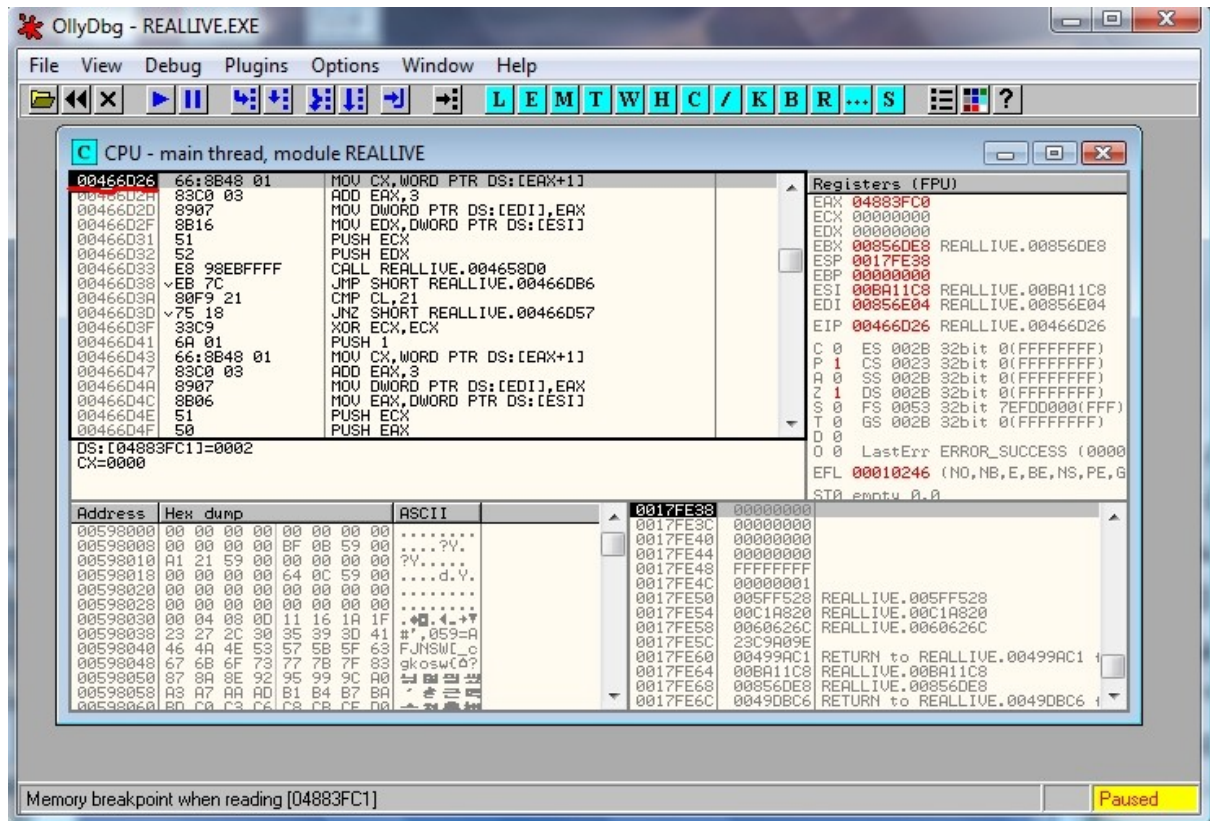 OllyDbg - REALLIVE.EXE
File View Debug Plugins Options Window Help
L E M T W H C / K B R ... S ?
C CPU - main thread, module REALLIVE
00466D26 66:8B48 01 MOV CX,WORD PTR DS:[EAX+1]
00466D2A 83C0 03 ADD EAX,3
00466D2D 8907 MOV DWORD PTR DS:[EDI],EAX
00466D2F 8B16 MOV EDX,DWORD PTR DS:[ESI]
00466D31 51 PUSH ECX
00466D32 52 PUSH EDX
00466D33 E8 98EBFFFF CALL REALLIVE.004658D0
00466D38 EB 7C JMP SHORT REALLIVE.00466DB6
00466D3A 80F9 21 CMP CL,21
00466D3D 75 18 JNZ SHORT REALLIVE.00466D57
00466D3F 33C9 XOR ECX,ECX
00466D41 6A 01 PUSH 1
00466D43 66:8B48 01 MOV CX,WORD PTR DS:[EAX+1]
00466D47 83C0 03 ADD EAX,3
00466D4A 8907 MOV DWORD PTR DS:[EDI],EAX
00466D4C 8B06 MOV EAX,DWORD PTR DS:[ESI]
00466D4E 51 PUSH ECX
00466D4F 50 PUSH EAX
DS:[04883FC1]=0002
CX=0000
Registers (FPU)
EAX 04883FC0
ECX 00000000
EDX 00000000
EBX 00856DE8 REALLIVE.00856DE8
ESP 0017FE38
EBP 00000000
ESI 00BA11C8 REALLIVE.00BA11C8
EDI 00856E04 REALLIVE.00856E04
EIP 00466D26 REALLIVE.00466D26
C 0 ES 002B 32bit 0(FFFFFFFF)
P 1 CS 0023 32bit 0(FFFFFFFF)
A 0 SS 002B 32bit 0(FFFFFFFF)
Z 1 DS 002B 32bit 0(FFFFFFFF)
S 0 FS 0053 32bit 7EFDD000(FFF)
T 0 GS 002B 32bit 0(FFFFFFFF)
D 0
O 0 LastErr ERROR_SUCCESS (0000
EFL 00010246 (NO,NB,E,BE,NS,PE,G
ST0 empty 0.0
Address Hex dump ASCII
00598000 00 00 00 00 00 00 00 00 ........
00598008 00 00 00 00 BF 0B 59 00 ....?Y.
00598010 A1 21 59 00 00 00 00 00 ?Y.....
00598018 00 00 00 00 64 0C 59 00 ....d.Y.
00598020 00 00 00 00 00 00 00 00 ........
00598028 00 00 00 00 00 00 00 00 ........
00598030 00 04 08 0D 11 16 1A 1F
00598038 23 27 2C 30 35 39 3D 41 #',059=A
00598040 46 4A 4E 53 57 5B 5F 63 FJNSW[_c
00598048 67 6B 6F 73 77 7B 7F 83
00598050 87 8A 8E 92 95 99 9C A0
00598058 A3 A7 AA AD B1 B4 B7 BA
00598060 BD C0 C3 C6 C8 CB CE D0
0017FE38 00000000
0017FE3C 00000000
0017FE40 00000000
0017FE44 00000000
0017FE48 FFFFFFFF
0017FE4C 00000001
0017FE50 005FF528 REALLIVE.005FF528
0017FE54 00C1A820 REALLIVE.00C1A820
0017FE58 0060626C REALLIVE.0060626C
0017FE5C 23C9A09E
0017FE60 00499AC1 RETURN to REALLIVE.00499AC1
0017FE64 00BA11C8 REALLIVE.00BA11C8
0017FE68 00856DE8 REALLIVE.00856DE8
0017FE6C 0049DBC6 RETURN to REALLIVE.0049DBC6
Memory breakpoint when reading [04883FC1]
Paused